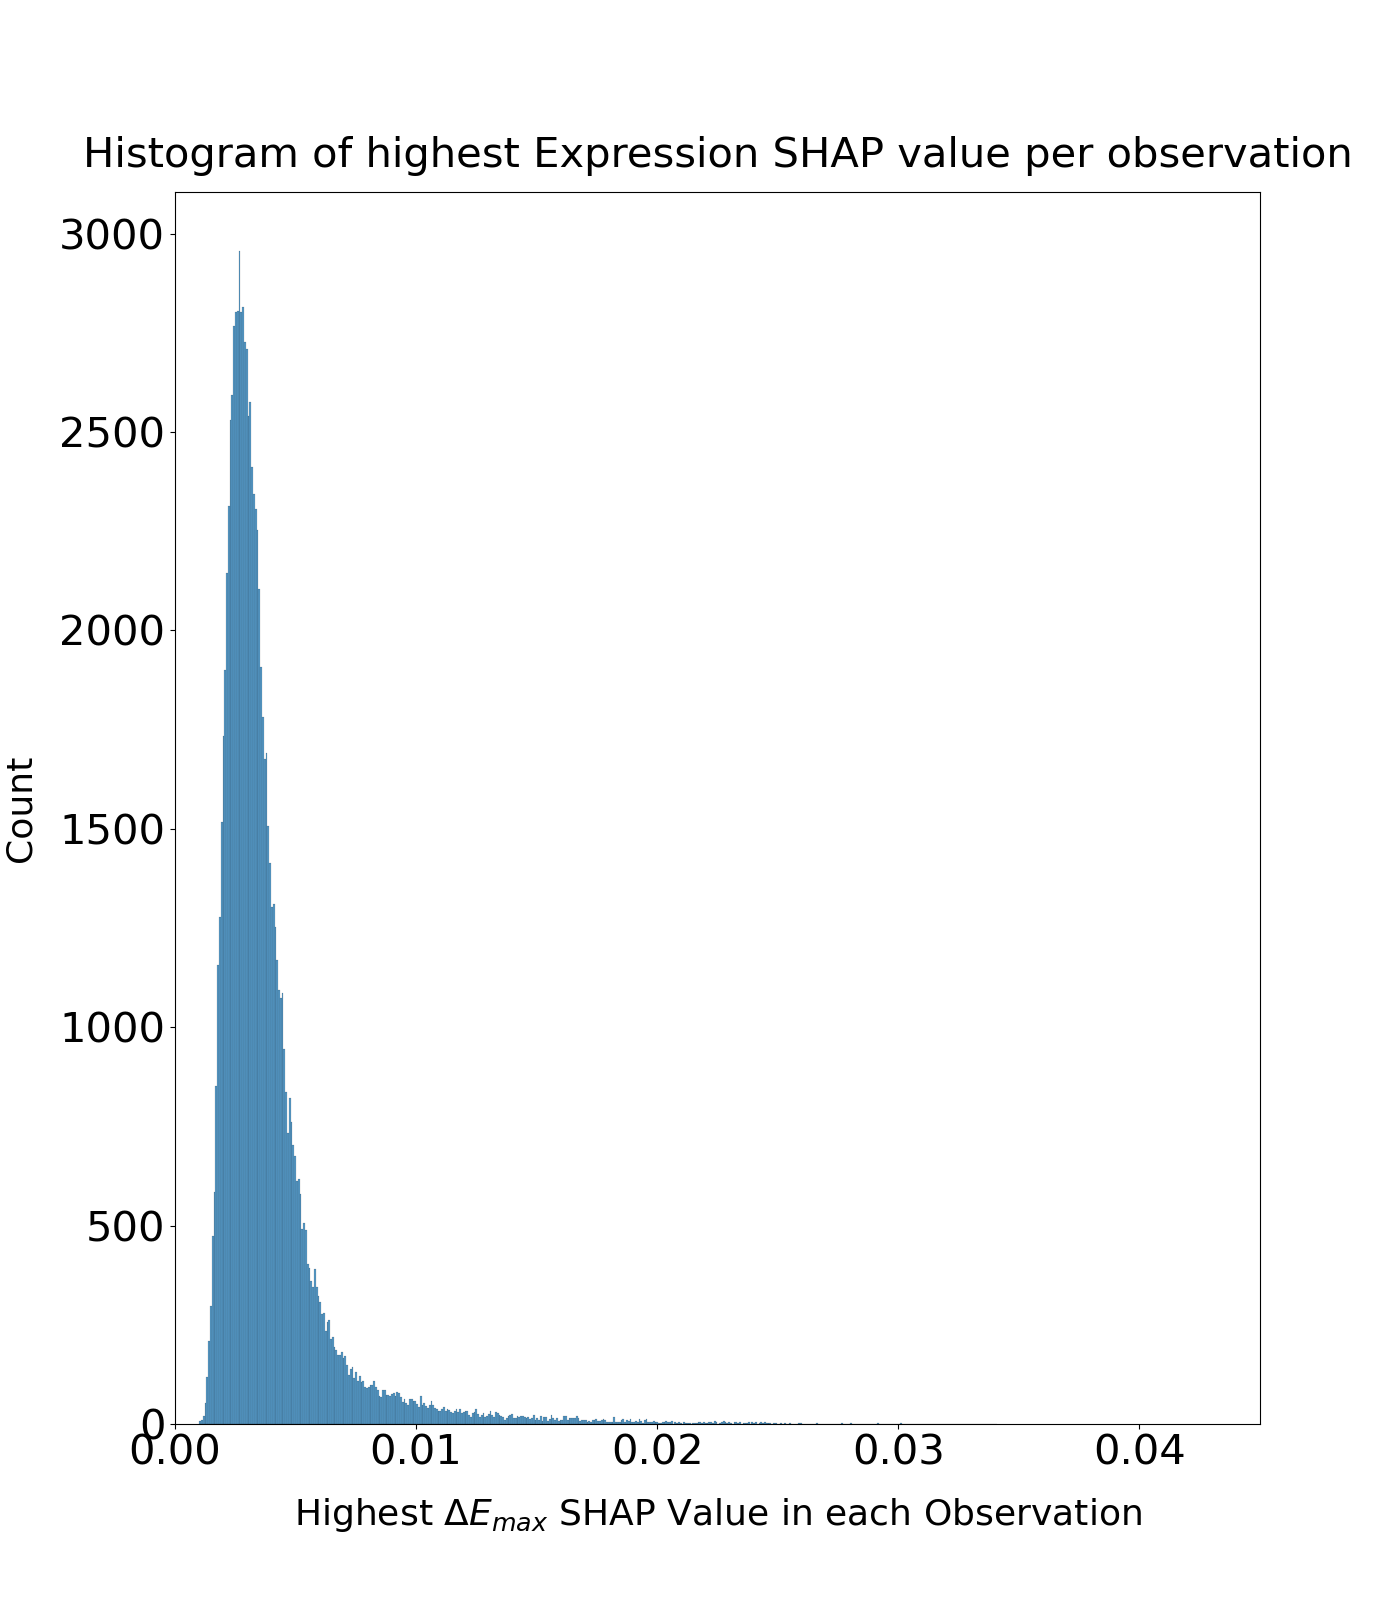 Histogram of highest Expression SHAP value per observation
3000
2500
2000
1500
1000
500
0
Count
0.00 0.01 0.02 0.03 0.04
Highest ΔE_max SHAP Value in each Observation